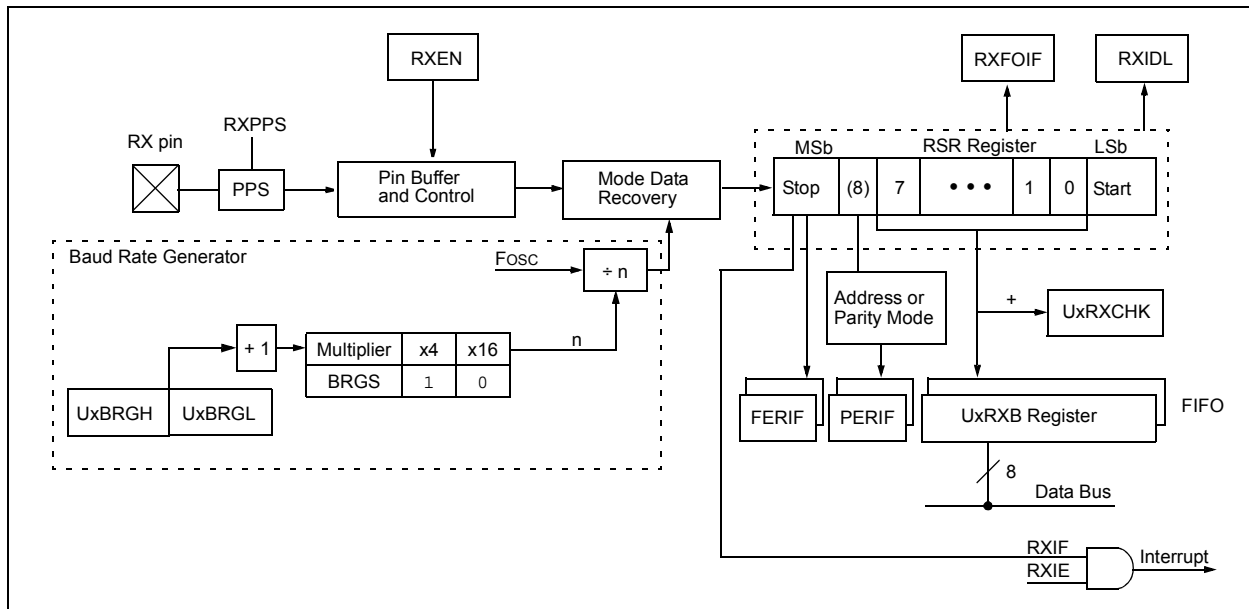 RXEN
RXFOIF
RXIDL
RX pin
RXPPS
PPS
Pin Buffer
and Control
Mode Data
Recovery
MSb
RSR Register
LSb
Stop
(8)
7
• • •
1
0
Start
Baud Rate Generator
FOSC
÷ n
Address or
Parity Mode
+
UxRXCHK
+ 1
Multiplier
x4
x16
BRGS
1
0
n
UxBRGH
UxBRGL
FERIF
PERIF
UxRXB Register
FIFO
8
Data Bus
RXIF
RXIE
Interrupt